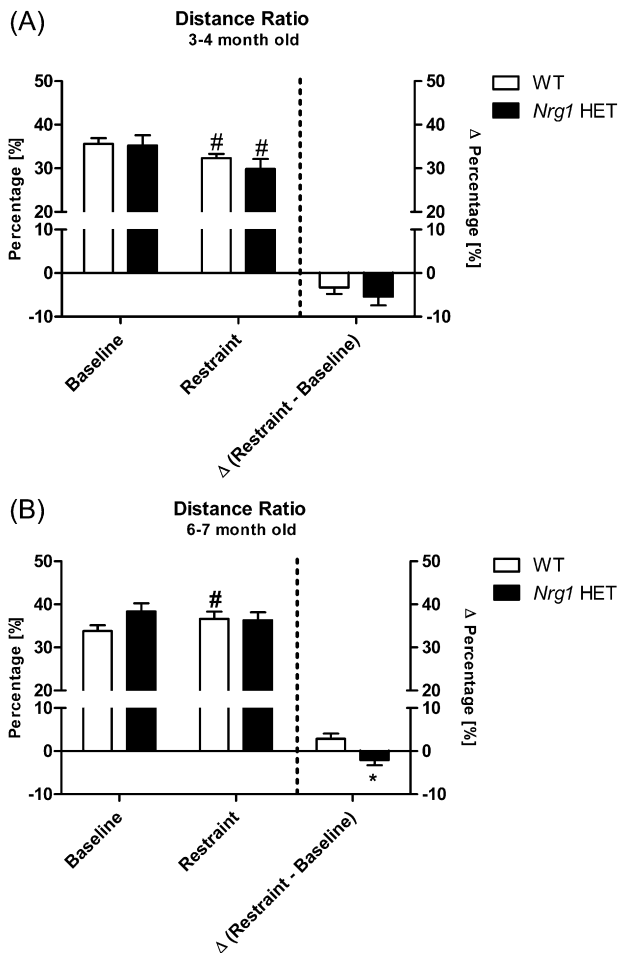 (A)
Distance Ratio
3-4 month old
Percentage [%]
50
40
30
20
10
0
-10
# #
50
40
30
20
10
0
-10
Δ Percentage [%]
WT
Nrg1 HET
Baseline
Restraint
Δ (Restraint - Baseline)
(B)
Distance Ratio
6-7 month old
Percentage [%]
50
40
30
20
10
0
-10
#
*
50
40
30
20
10
0
-10
Δ Percentage [%]
WT
Nrg1 HET
Baseline
Restraint
Δ (Restraint - Baseline)